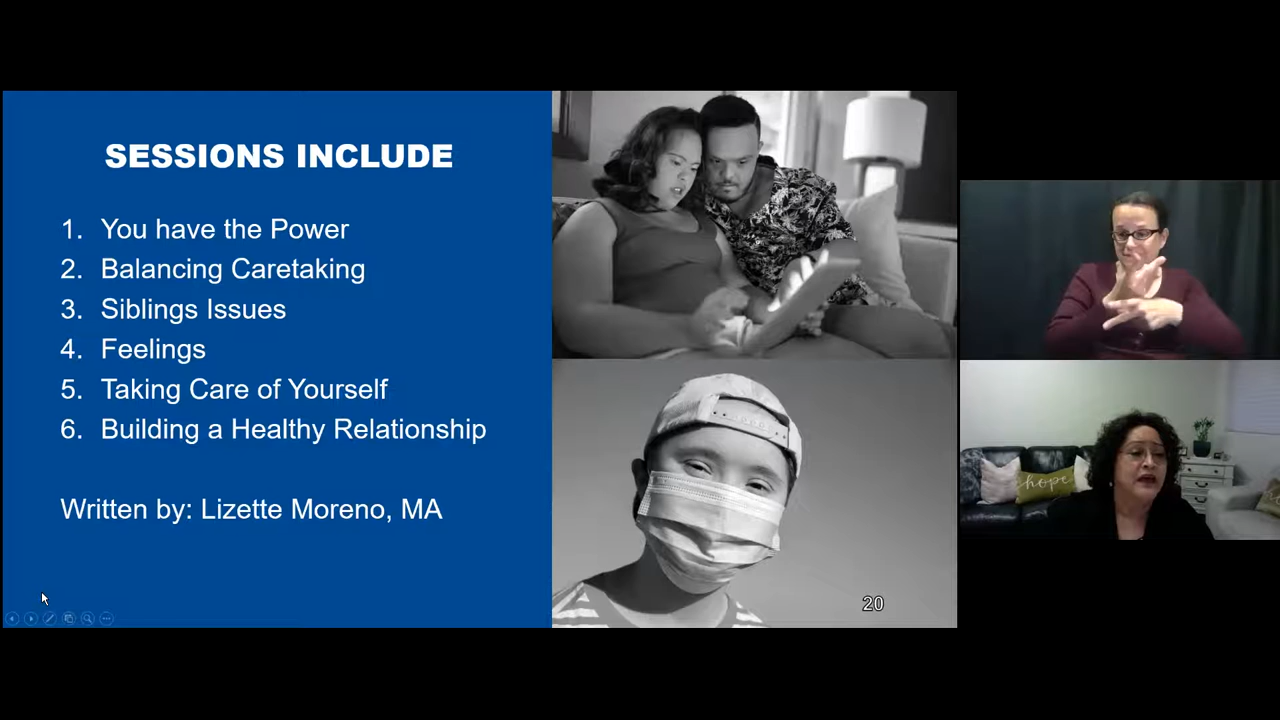 SESSIONS INCLUDE
1. You have the Power
2. Balancing Caretaking
3. Siblings Issues
4. Feelings
5. Taking Care of Yourself
6. Building a Healthy Relationship
Written by: Lizette Moreno, MA
hope
20